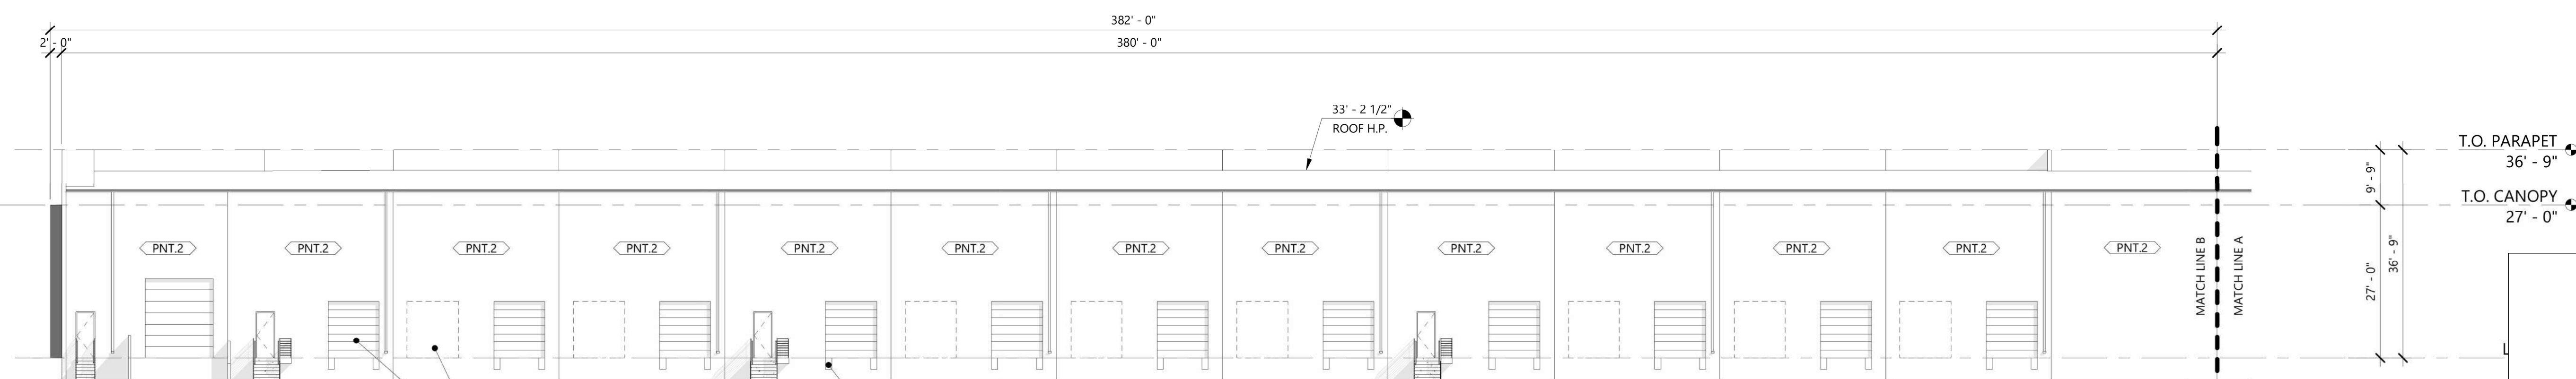 382' - 0"
2' - 0"
380' - 0"
33' - 2 1/2"
ROOF H.P.
T.O. PARAPET
36' - 9"
9' - 9"
T.O. CANOPY
27' - 0"
PNT.2
PNT.2
PNT.2
PNT.2
PNT.2
PNT.2
PNT.2
PNT.2
PNT.2
PNT.2
PNT.2
PNT.2
PNT.2
MATCH LINE B
MATCH LINE A
27' - 0"
36' - 9"